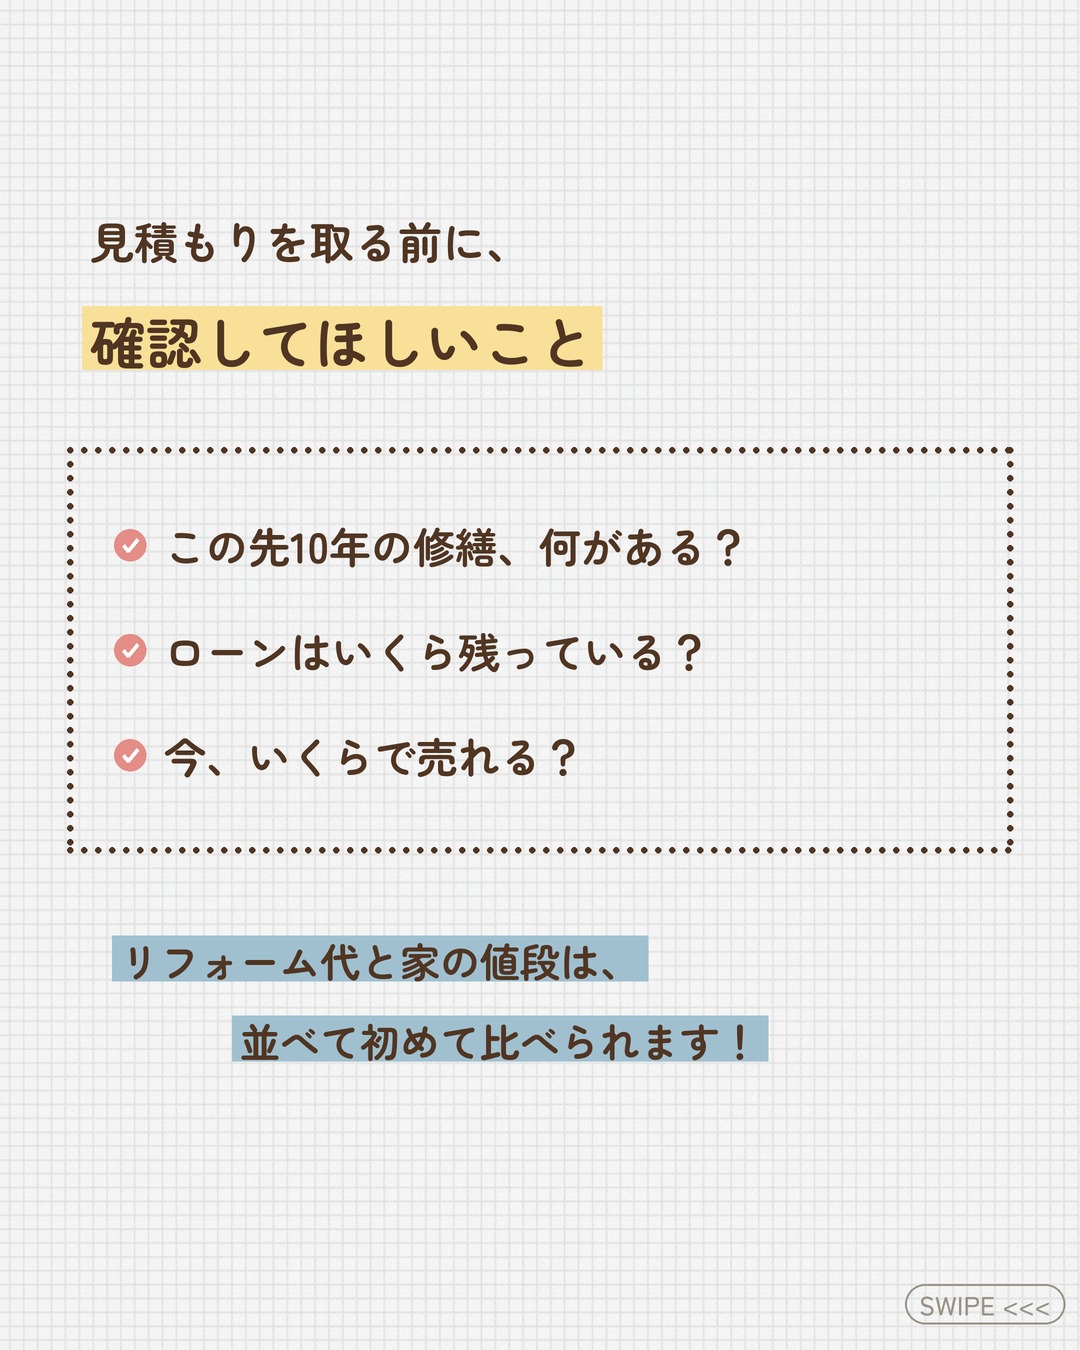 見積もりを取る前に、
確認してほしいこと
この先10年の修繕、何がある？
ローンはいくら残っている？
今、いくらで売れる？
リフォーム代と家の値段は、
並べて初めて比べられます！
SWIPE <<<